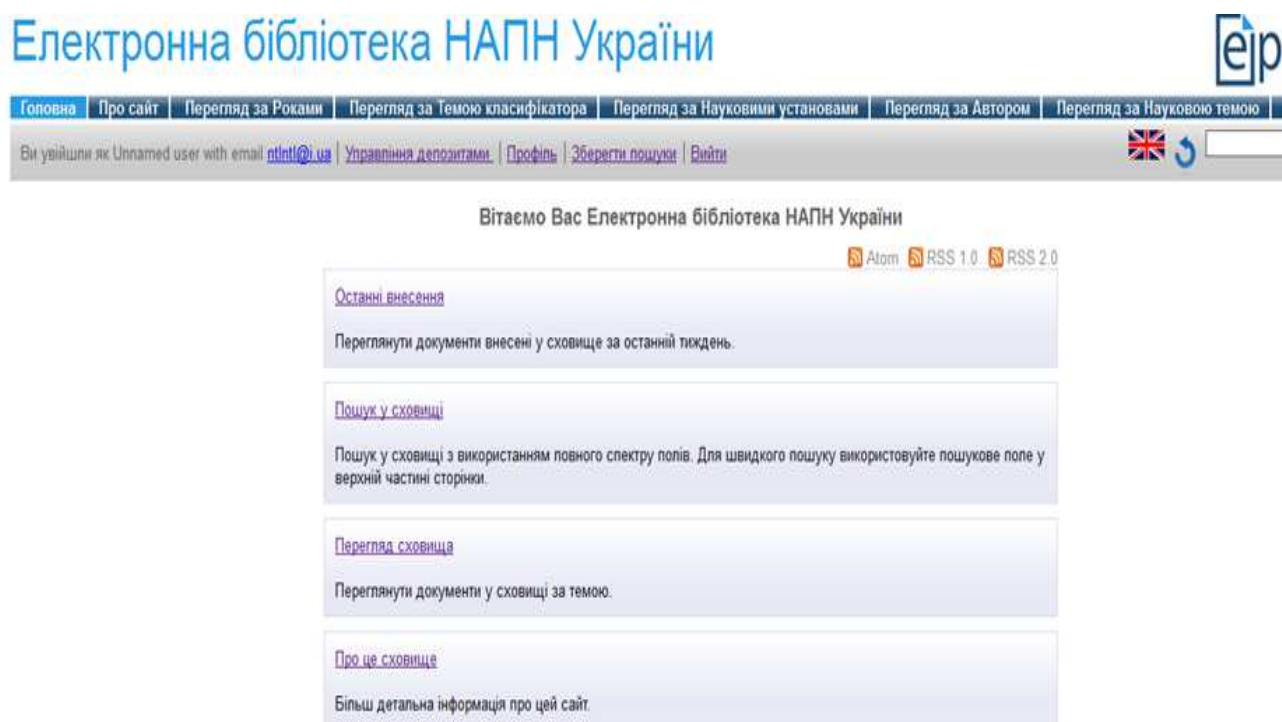 Електронна бібліотека НАПН України
eip
Головна Про сайт Перегляд за Роками Перегляд за Темою класифікатора Перегляд за Науковими установами Перегляд за Автором Перегляд за Науковою темою
Ви увійшли як Unnamed user with email ntlntl@i.ua | Управління депозитами | Профіль | Зберегти пошуки | Вийти
Вітаємо Вас Електронна бібліотека НАПН України
Atom RSS 1.0 RSS 2.0
Останні внесення
Переглянути документи внесені у сховище за останній тиждень.
Пошук у сховищі
Пошук у сховищі з використанням повного спектру полів. Для швидкого пошуку використовуйте пошукове поле у
верхній частині сторінки.
Перегляд сховища
Переглянути документи у сховищі за темою.
Про це сховище
Більш детальна інформація про цей сайт.